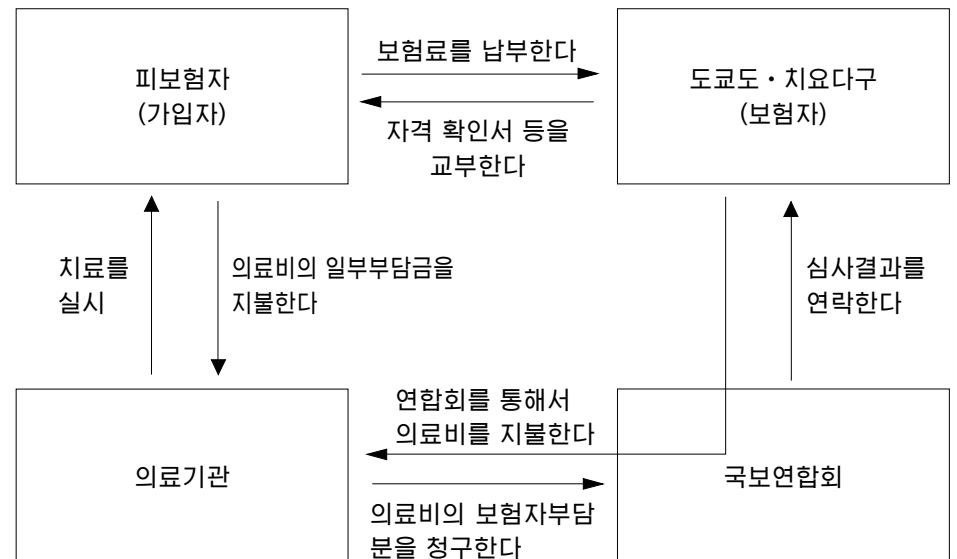 피보험자
(가입자)
보험료를 납부한다
자격 확인서 등을
교부한다
도쿄도・치요다구
(보험자)
치료를
실시
의료비의 일부부담금을
지불한다
심사결과를
연락한다
의료기관
연합회를 통해서
의료비를 지불한다
의료비의 보험자부담
분을 청구한다
국보연합회